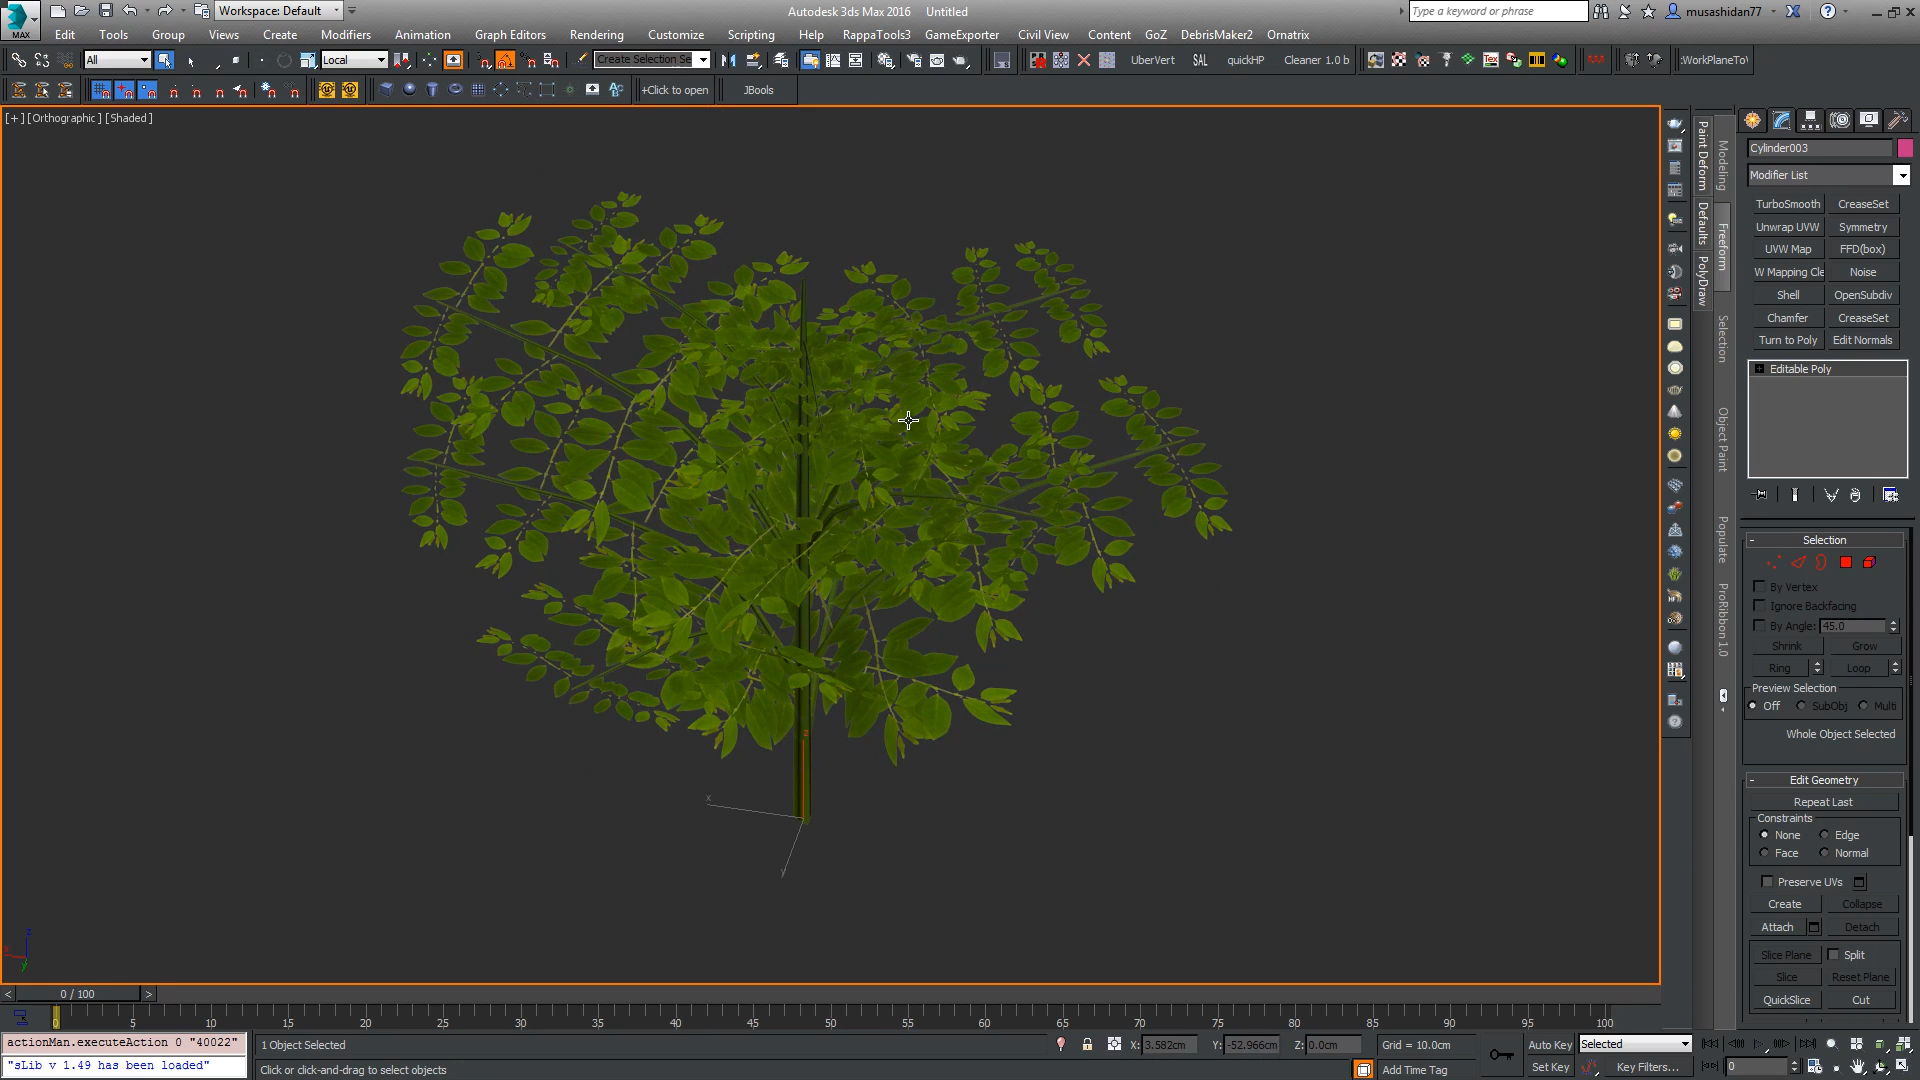 Workspace: Default
Autodesk 3ds Max 2016 Untitled
Type a keyword or phrase
musashidan77
MAX
Edit Tools Group Views Create Modifiers Animation Graph Editors Rendering Customize Scripting Help RappaTools3 GameExporter Civil View Content GoZ DebrisMaker2 Ornatrix
All
Local
Create Selection Se
UberVert SAL quickHP Cleaner 1.0 b
:WorkPlaneTo\
+Click to open
JBools
[+] [Orthographic] [Shaded]
Paint Deform
Defaults
PolyDraw
Modeling
Freeform
Selection
Object Paint
Populate
ProRibbon 1.0
Cylinder003
Modifier List
TurboSmooth CreaseSet
Unwrap UVW Symmetry
UVW Map FFD(box)
W Mapping Cle Noise
Shell OpenSubdiv
Chamfer CreaseSet
Turn to Poly Edit Normals
Editable Poly
Selection
By Vertex
Ignore Backfacing
By Angle: 45.0
Shrink Grow
Ring Loop
Preview Selection
Off SubObj Multi
Whole Object Selected
Edit Geometry
Repeat Last
Constraints
None Edge
Face Normal
Preserve UVs
Create Collapse
Attach Detach
Slice Plane Split
Slice Reset Plane
QuickSlice Cut
z
x
y
z
x
y
< 0 / 100 >
0 5 10 15 20 25 30 35 40 45 50 55 60 65 70 75 80 85 90 95 100
actionMan.executeAction 0 "40022"
"sLib v 1.49 has been loaded"
1 Object Selected
Click or click-and-drag to select objects
X: 3.582cm Y: -52.966cm Z: 0.0cm Grid = 10.0cm
Add Time Tag
Auto Key Selected
Set Key Key Filters...
0